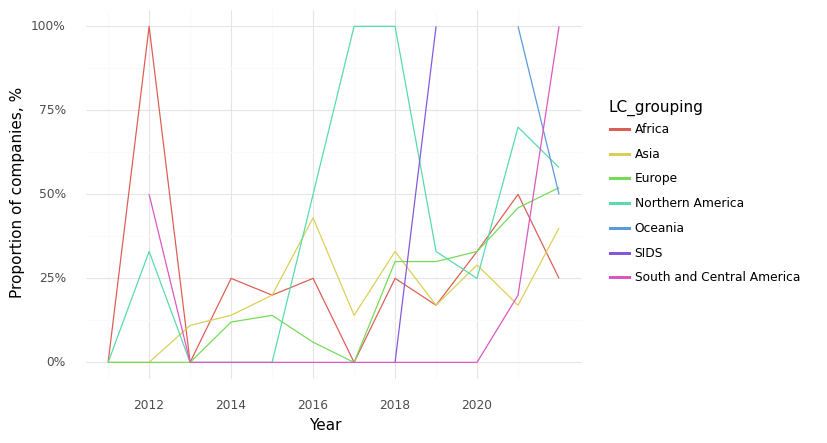 100%
75%
50%
25%
0%
Proportion of companies, %
2012 2014 2016 2018 2020
Year
LC_grouping
Africa
Asia
Europe
Northern America
Oceania
SIDS
South and Central America